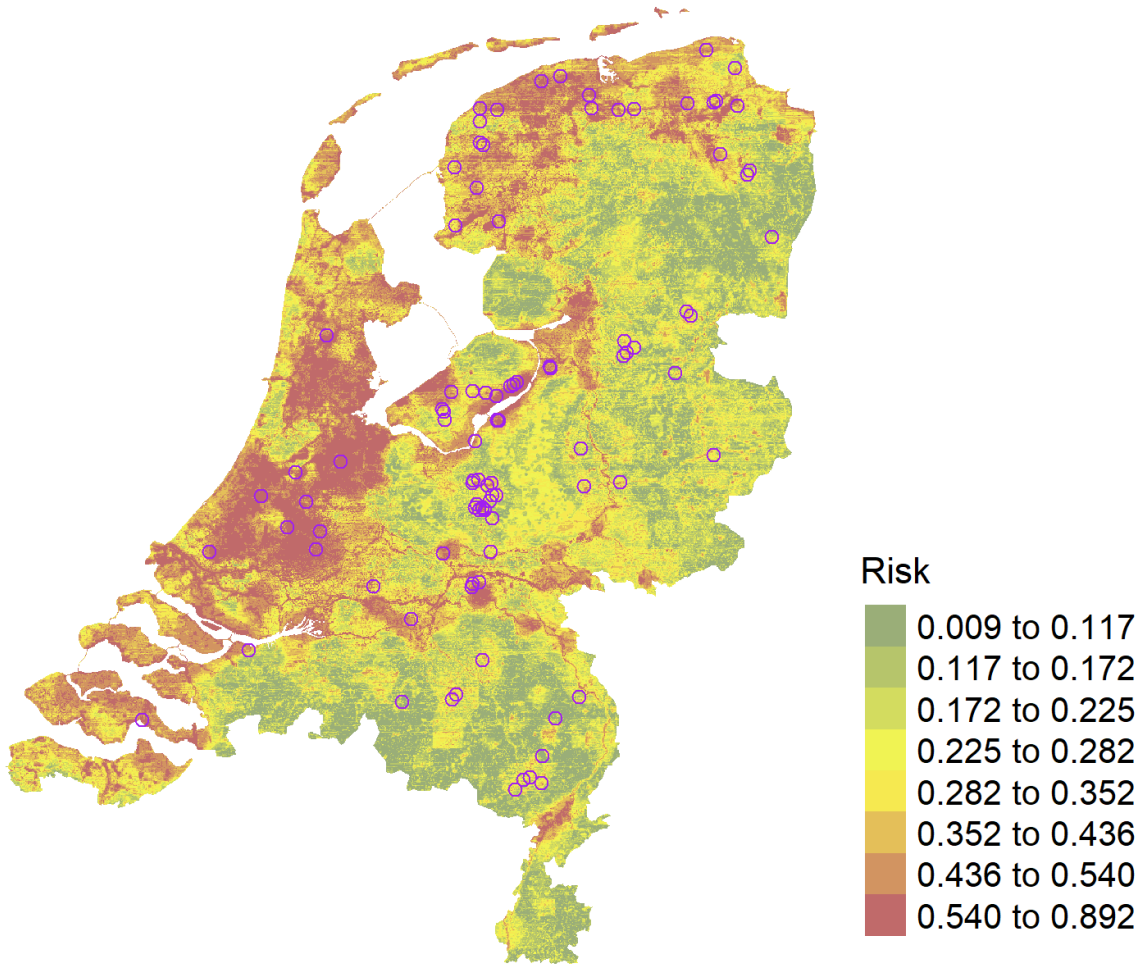 Risk
0.009 to 0.117
0.117 to 0.172
0.172 to 0.225
0.225 to 0.282
0.282 to 0.352
0.352 to 0.436
0.436 to 0.540
0.540 to 0.892